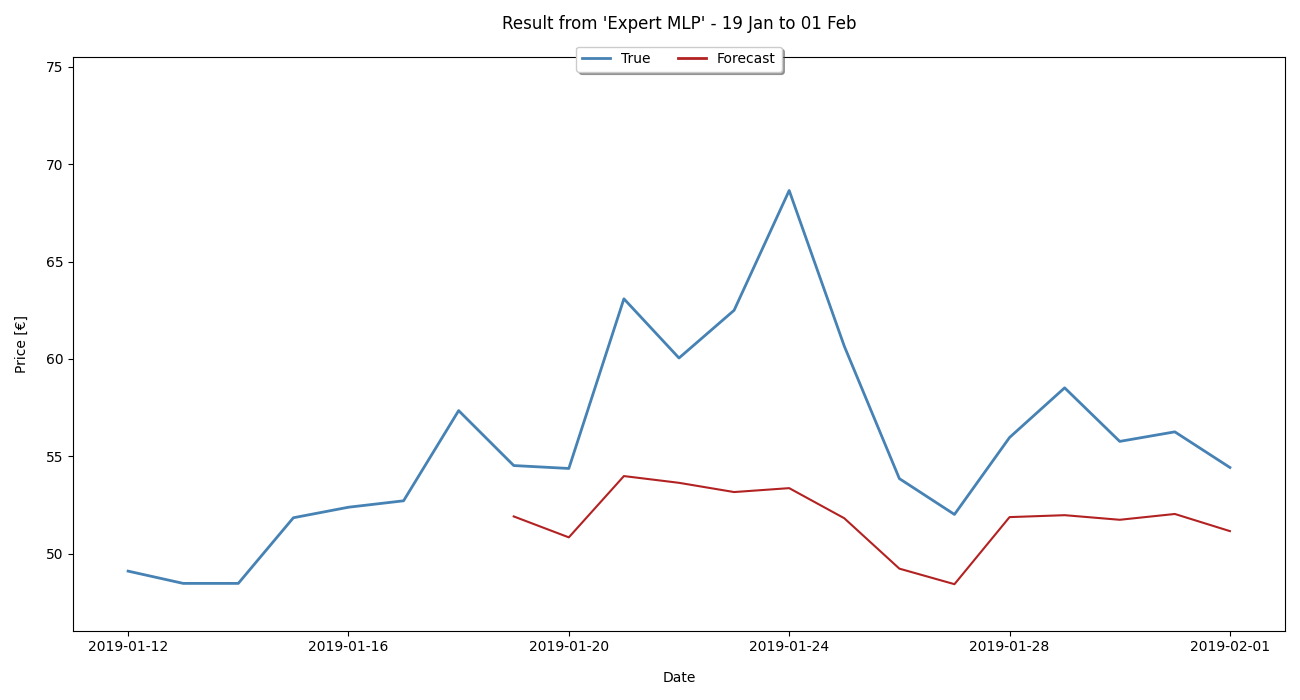 Result from 'Expert MLP' - 19 Jan to 01 Feb
True Forecast
75
70
65
60
55
50
Price [€]
2019-01-12 2019-01-16 2019-01-20 2019-01-24 2019-01-28 2019-02-01
Date